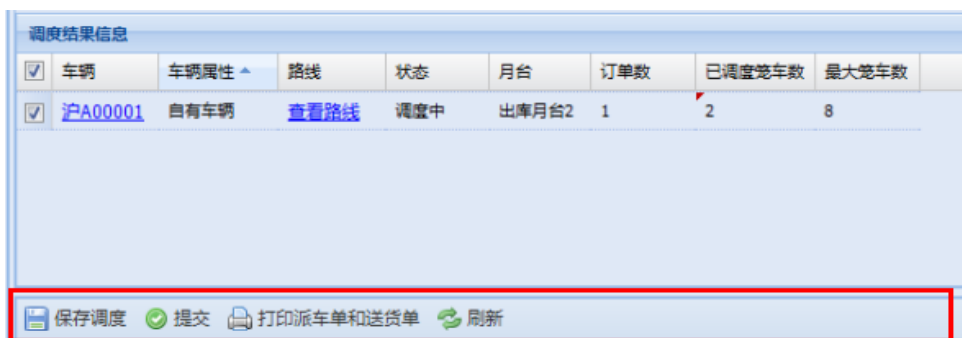 调度结果信息
车辆 车辆属性 路线 状态 月台 订单数 已调度笼车数 最大笼车数
沪A00001 自有车辆 查看路线 调度中 出库月台2 1 2 8
保存调度 提交 打印派车单和送货单 刷新